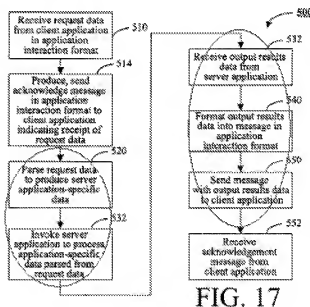 500
510
Receive request data
from client application
in application
interaction format
514
Produce, send
acknowledge message in
application interaction
format to client
application indicating
receipt of request data
520
Parse request data
to produce server
application-specific
data
532
Invoke server
application to process
application-specific
data parsed from
request data
512
Receive output results
data from
server application
540
Format output results
data into message in
application
interaction format
550
Send message
with output results data
to client application
552
Receive
acknowledgement
message from
client application
FIG. 17